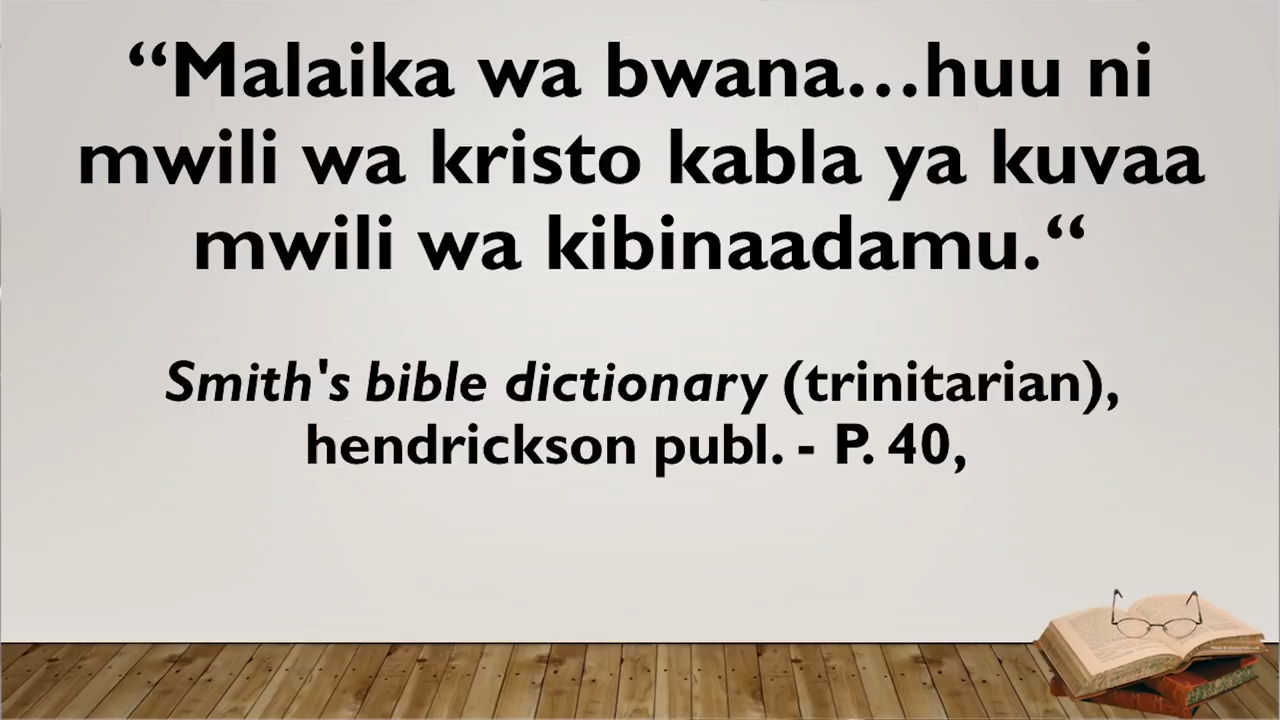 “Malaika wa bwana...huu ni
mwili wa kristo kabla ya kuvaa
mwili wa kibinaadamu.“
Smith's bible dictionary (trinitarian),
hendrickson publ. - P. 40,